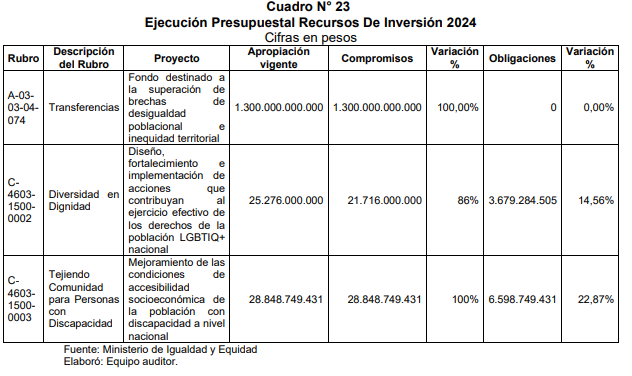 Cuadro N° 23
Ejecución Presupuestal Recursos De Inversión 2024
Cifras en pesos
Rubro | Descripción del Rubro | Proyecto | Apropiación vigente | Compromisos | Variación % | Obligaciones | Variación %
A-03-03-04-074 | Transferencias | Fondo destinado a la superación de brechas de desigualdad poblacional e inequidad territorial | 1.300.000.000.000 | 1.300.000.000.000 | 100,00% | 0 | 0,00%
C-4603-1500-0002 | Diversidad en Dignidad | Diseño, fortalecimiento e implementación de acciones que contribuyan al ejercicio efectivo de los derechos de la población LGBTIQ+ nacional | 25.276.000.000 | 21.716.000.000 | 86% | 3.679.284.505 | 14,56%
C-4603-1500-0003 | Tejiendo Comunidad para Personas con Discapacidad | Mejoramiento de las condiciones de accesibilidad socioeconómica de la población con discapacidad a nivel nacional | 28.848.749.431 | 28.848.749.431 | 100% | 6.598.749.431 | 22,87%
Fuente: Ministerio de Igualdad y Equidad
Elaboró: Equipo auditor.